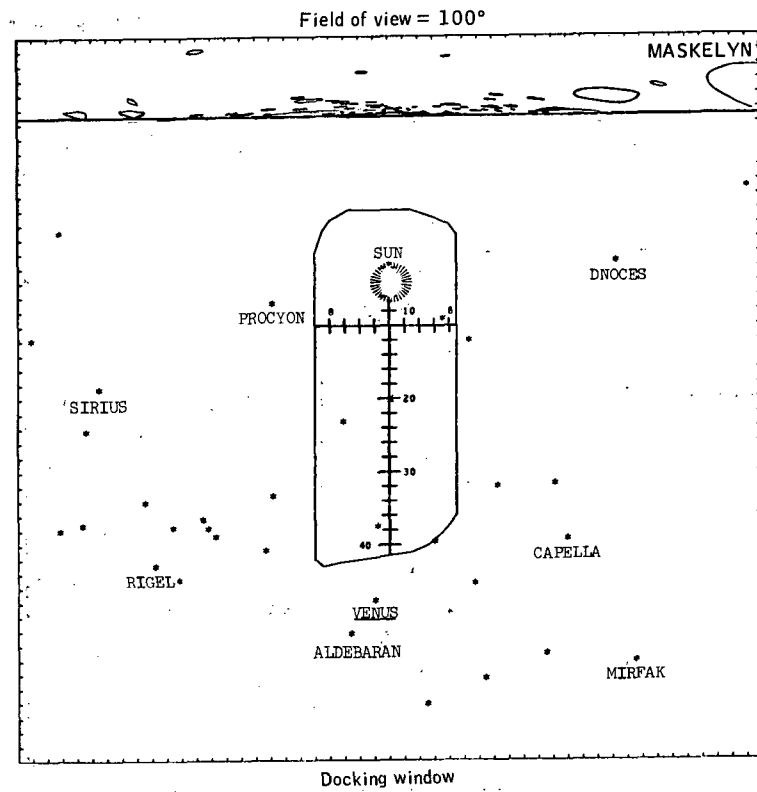 Field of view = 100°
MASKELYN
SUN
DNOCES
PROCYON
8
10
8
SIRIUS
20
30
40
CAPELLA
RIGEL
VENUS
ALDEBARAN
MIRFAK
Docking window